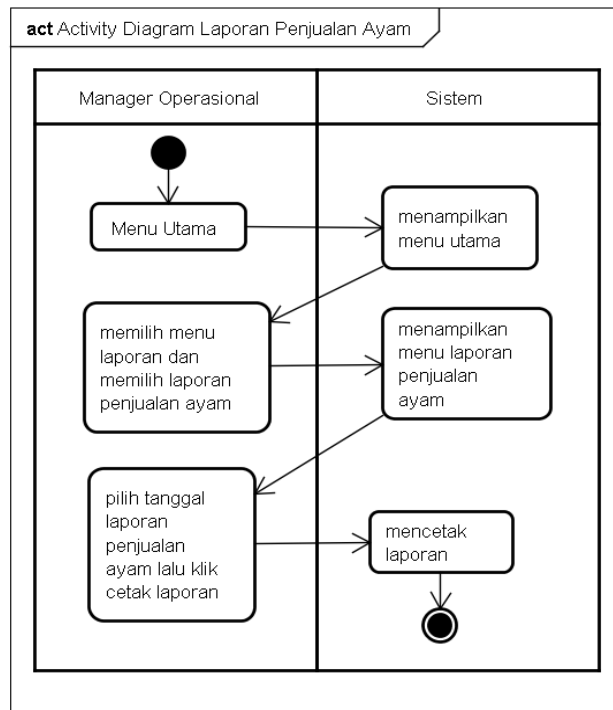 act Activity Diagram Laporan Penjualan Ayam
Manager Operasional
Sistem
Menu Utama
menampilkan
menu utama
memilih menu
laporan dan
memilih laporan
penjualan ayam
menampilkan
menu laporan
penjualan
ayam
pilih tanggal
laporan
penjualan
ayam lalu klik
cetak laporan
mencetak
laporan